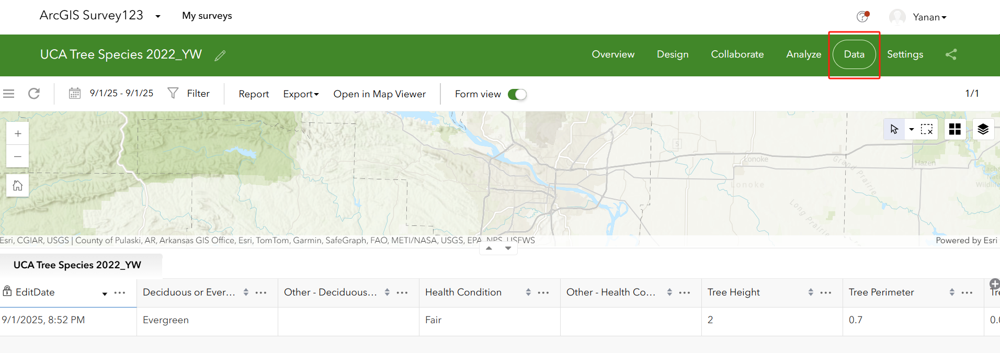 ArcGIS Survey123 My surveys Yanan
UCA Tree Species 2022_YW Overview Design Collaborate Analyze Data Settings
9/1/25 - 9/1/25 Filter Report Export Open in Map Viewer Form view 1/1
5
Lonoke
Grand Prairie
Hazen
Lonoke
Long Prairie
Esri, CGIAR, USGS | County of Pulaski, AR, Arkansas GIS Office, Esri, TomTom, Garmin, SafeGraph, FAO, METI/NASA, USGS, EPA, NPS, USFWS Powered by Esri
UCA Tree Species 2022_YW
EditDate Deciduous or Ever... Other - Deciduous... Health Condition Other - Health Co... Tree Height Tree Perimeter
9/1/2025, 8:52 PM Evergreen Fair 2 0.7